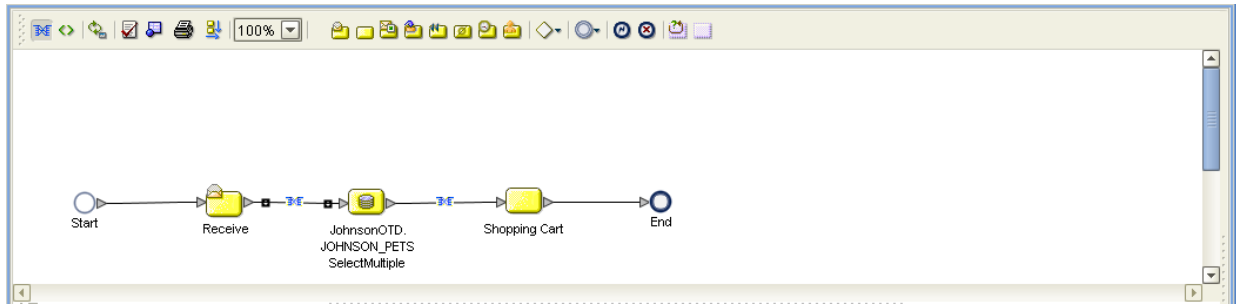 100%
Start
Receive
JohnsonOTD.
JOHNSON_PETS
SelectMultiple
Shopping Cart
End